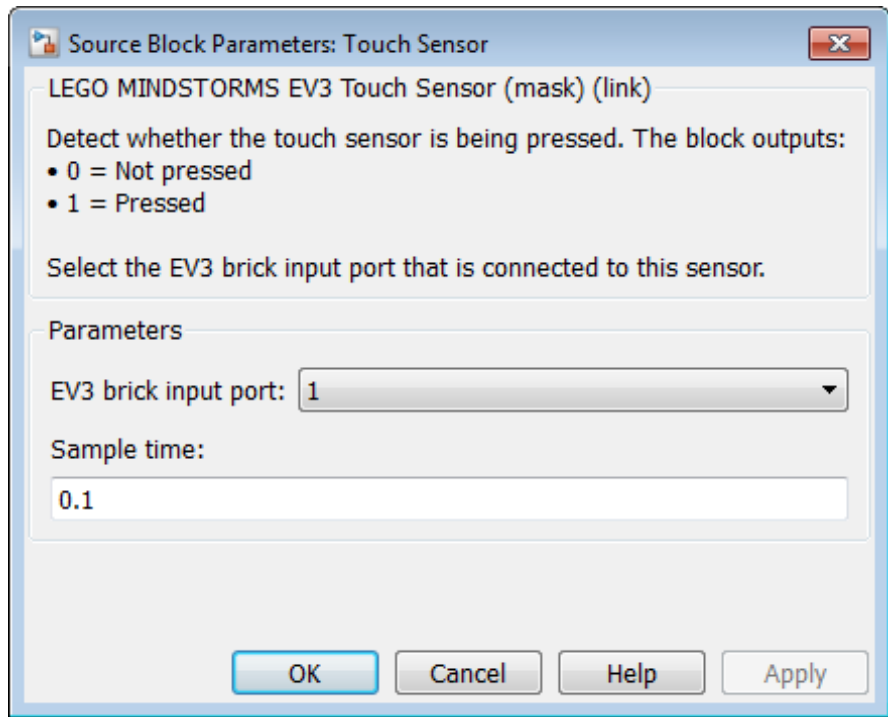 Source Block Parameters: Touch Sensor
LEGO MINDSTORMS EV3 Touch Sensor (mask) (link)
Detect whether the touch sensor is being pressed. The block outputs:
• 0 = Not pressed
• 1 = Pressed
Select the EV3 brick input port that is connected to this sensor.
Parameters
EV3 brick input port: 1
Sample time:
0.1
OK Cancel Help Apply